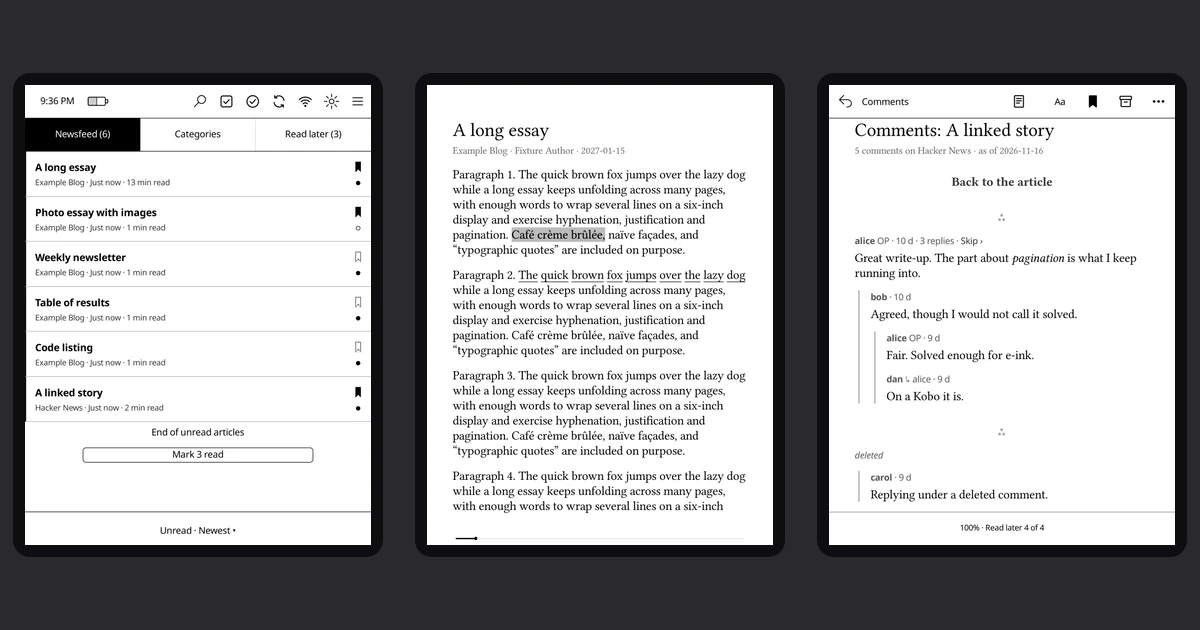 9:36 PM
Newsfeed (6)
Categories
Read later (3)
A long essay
Example Blog · Just now · 13 min read
Photo essay with images
Example Blog · Just now · 1 min read
Weekly newsletter
Example Blog · Just now · 1 min read
Table of results
Example Blog · Just now · 1 min read
Code listing
Example Blog · Just now · 1 min read
A linked story
Hacker News · Just now · 2 min read
End of unread articles
Mark 3 read
Unread · Newest ▾
A long essay
Example Blog · Fixture Author · 2027-01-15
Paragraph 1. The quick brown fox jumps over the lazy dog
while a long essay keeps unfolding across many pages,
with enough words to wrap several lines on a six-inch
display and exercise hyphenation, justification and
pagination. Café crème brûlée, naïve façades, and
“typographic quotes” are included on purpose.
Paragraph 2. The quick brown fox jumps over the lazy dog
while a long essay keeps unfolding across many pages,
with enough words to wrap several lines on a six-inch
display and exercise hyphenation, justification and
pagination. Café crème brûlée, naïve façades, and
“typographic quotes” are included on purpose.
Paragraph 3. The quick brown fox jumps over the lazy dog
while a long essay keeps unfolding across many pages,
with enough words to wrap several lines on a six-inch
display and exercise hyphenation, justification and
pagination. Café crème brûlée, naïve façades, and
“typographic quotes” are included on purpose.
Paragraph 4. The quick brown fox jumps over the lazy dog
while a long essay keeps unfolding across many pages,
with enough words to wrap several lines on a six-inch
Comments
Aa
Comments: A linked story
5 comments on Hacker News · as of 2026-11-16
Back to the article
alice OP · 10 d · 3 replies · Skip ›
Great write-up. The part about pagination is what I keep
running into.
bob · 10 d
Agreed, though I would not call it solved.
alice OP · 9 d
Fair. Solved enough for e-ink.
dan ↳ alice · 9 d
On a Kobo it is.
deleted
carol · 9 d
Replying under a deleted comment.
100% · Read later 4 of 4